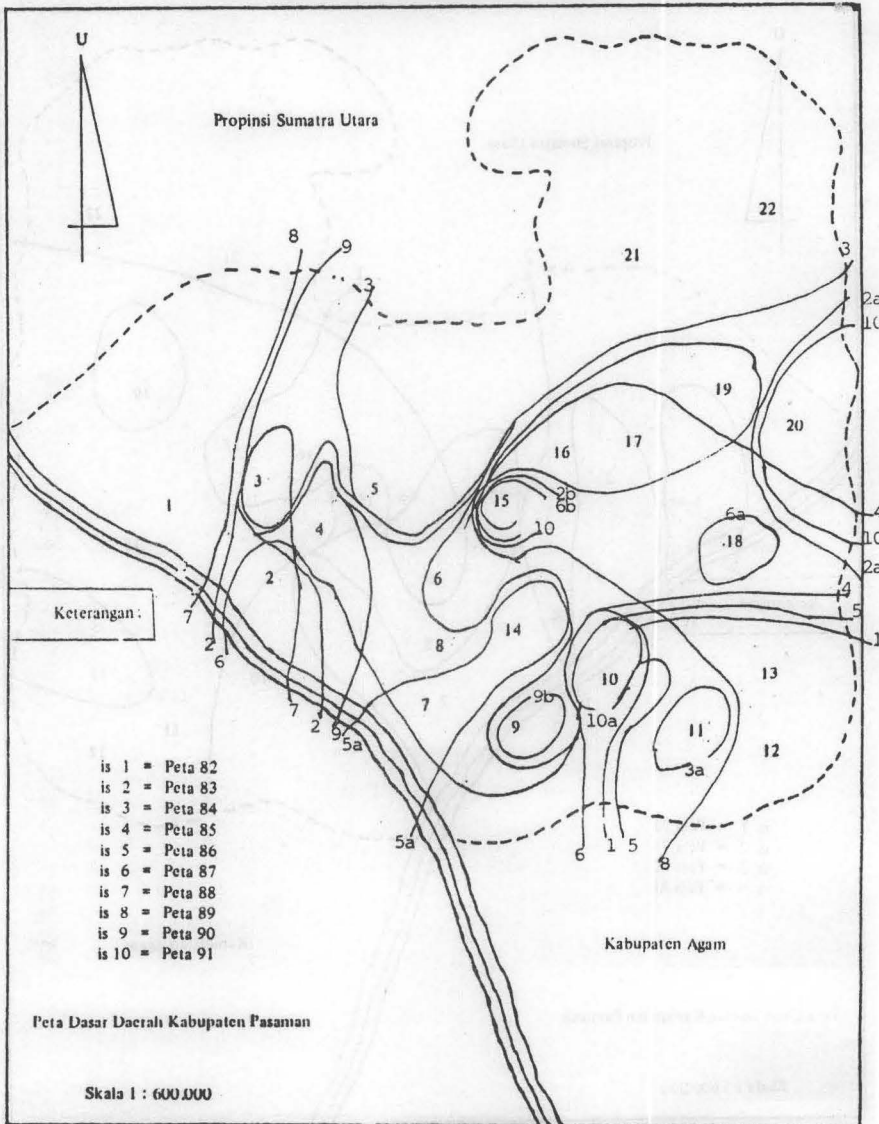 U
Propinsi Sumatra Utara
22
21
8 9
3
3
2a
10
19
20
16 17
3
5
15
2b
6b
1
4
4
10
6a
10
18
2
6
2a
Keterangan :
7
4
2
8
14
5
6
1
10
13
7
9b
7
2
9
5a
9
10a
11
12
3a
is 1 = Peta 82
is 2 = Peta 83
is 3 = Peta 84
is 4 = Peta 85
is 5 = Peta 86
is 6 = Peta 87
is 7 = Peta 88
is 8 = Peta 89
is 9 = Peta 90
is 10 = Peta 91
5a
6
1 5
8
Kabupaten Agam
Peta Dasar Daerah Kabupaten Pasaman
Skala 1 : 600.000